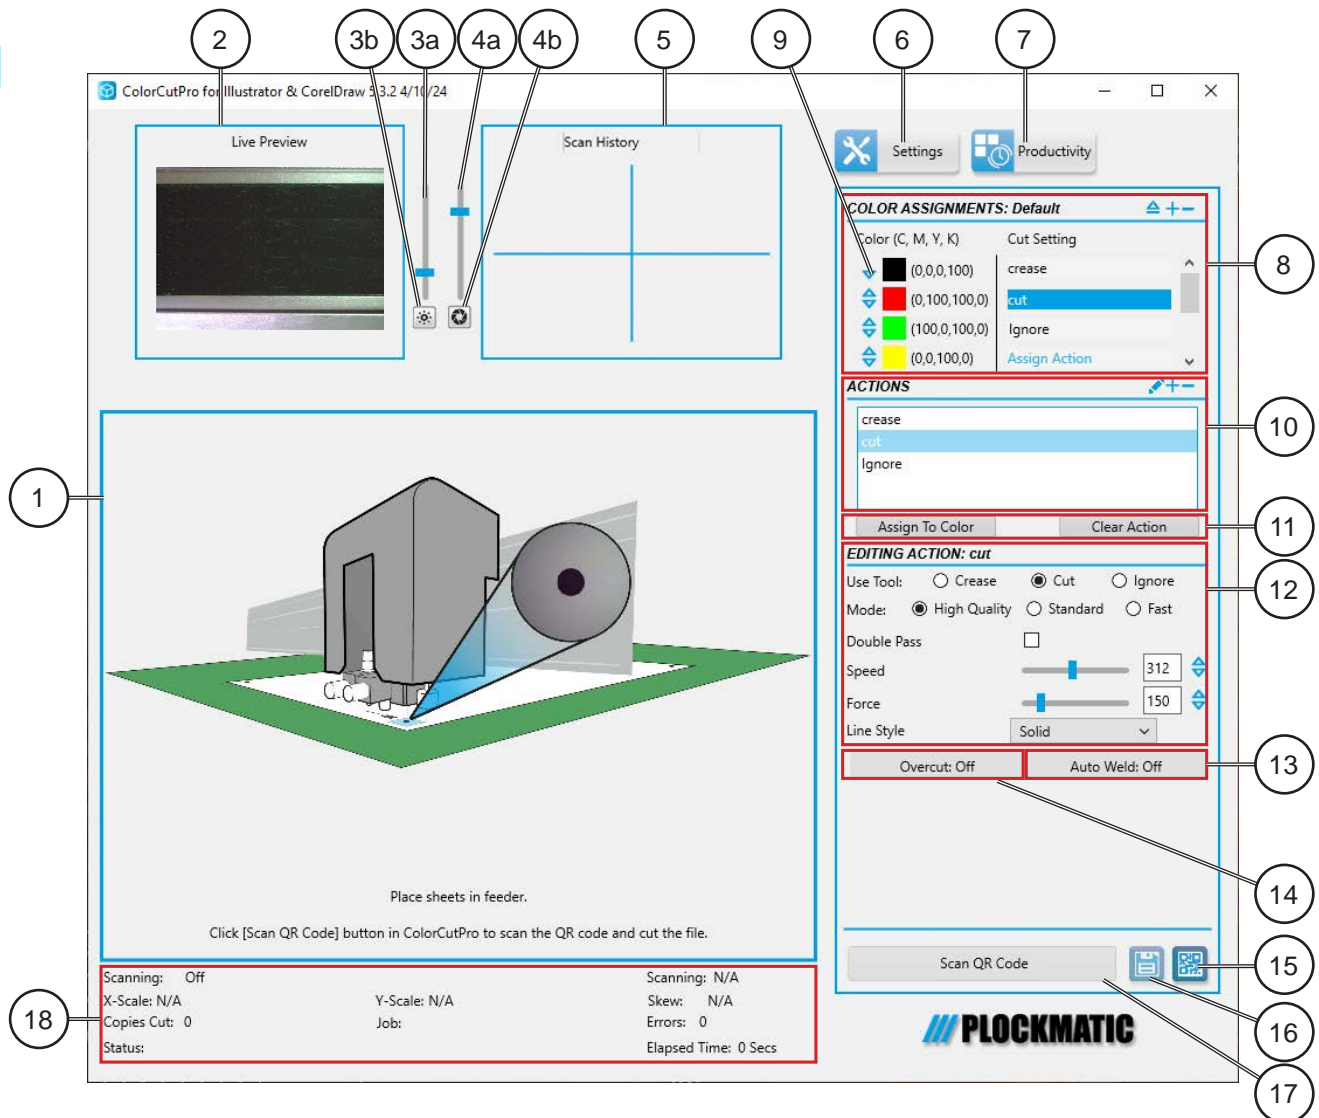 2
3b
3a
4a
4b
5
9
6
7
ColorCutPro for Illustrator & CorelDraw 5.3.2 4/10/24
Live Preview
Scan History
Settings
Productivity
COLOR ASSIGNMENTS: Default
Color (C, M, Y, K)
Cut Setting
(0,0,0,100)
crease
(0,100,100,0)
cut
(100,0,100,0)
Ignore
(0,0,100,0)
Assign Action
8
ACTIONS
crease
cut
Ignore
10
1
Assign To Color
Clear Action
11
EDITING ACTION: cut
Use Tool:
Crease
Cut
Ignore
Mode:
High Quality
Standard
Fast
Double Pass
Speed
312
Force
150
Line Style
Solid
12
Overcut: Off
Auto Weld: Off
13
14
Place sheets in feeder.
Click [Scan QR Code] button in ColorCutPro to scan the QR code and cut the file.
Scan QR Code
15
16
17
Scanning: Off
Scanning: N/A
X-Scale: N/A
Y-Scale: N/A
Skew: N/A
Copies Cut: 0
Job:
Errors: 0
Status:
Elapsed Time: 0 Secs
18
PLOCKMATIC